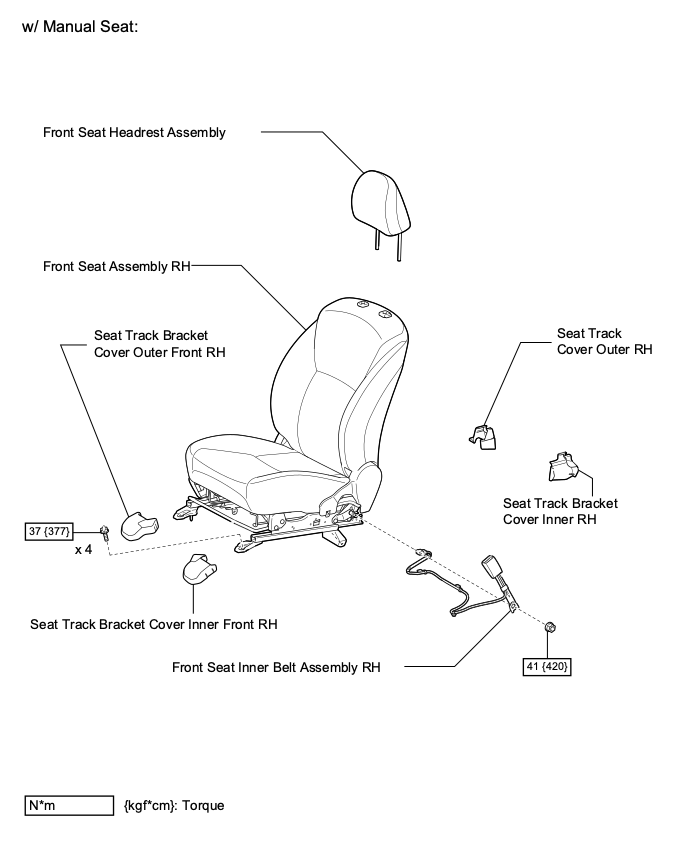 w/ Manual Seat:
Front Seat Headrest Assembly
Front Seat Assembly RH
Seat Track Bracket
Cover Outer Front RH
Seat Track
Cover Outer RH
Seat Track Bracket
Cover Inner RH
37 {377}
x 4
Seat Track Bracket Cover Inner Front RH
Front Seat Inner Belt Assembly RH
41 {420}
N*m
{kgf*cm}: Torque